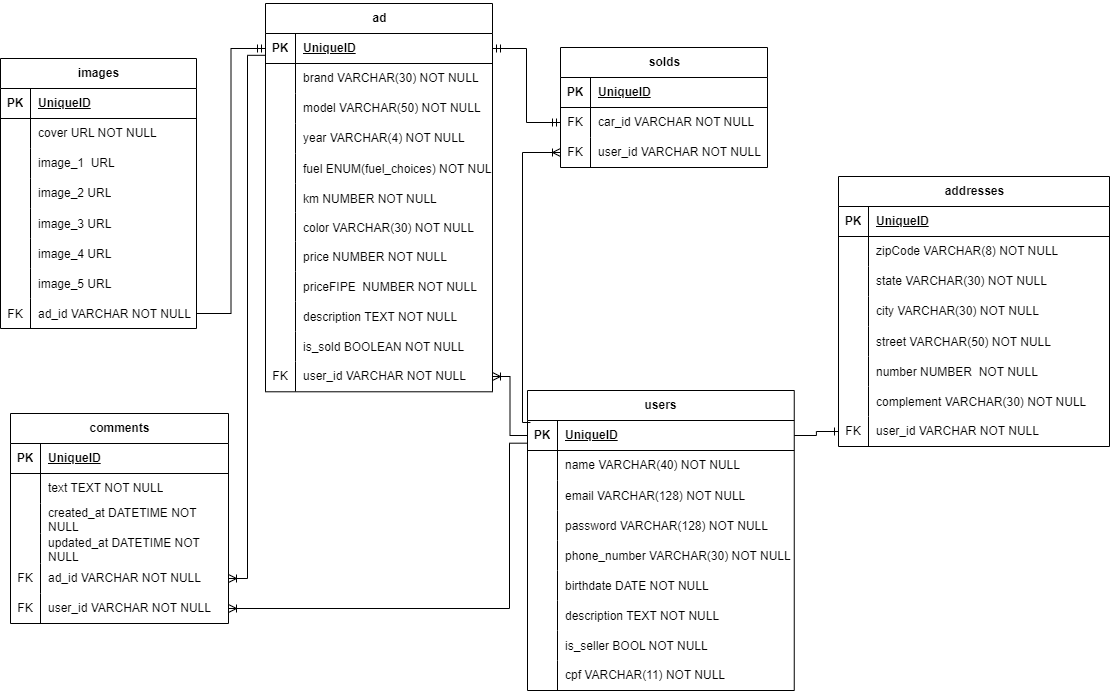 ad
PK UniqueID
brand VARCHAR(30) NOT NULL
model VARCHAR(50) NOT NULL
year VARCHAR(4) NOT NULL
fuel ENUM(fuel_choices) NOT NUL
km NUMBER NOT NULL
color VARCHAR(30) NOT NULL
price NUMBER NOT NULL
priceFIPE NUMBER NOT NULL
description TEXT NOT NULL
is_sold BOOLEAN NOT NULL
FK user_id VARCHAR NOT NULL
images
PK UniqueID
cover URL NOT NULL
image_1 URL
image_2 URL
image_3 URL
image_4 URL
image_5 URL
FK ad_id VARCHAR NOT NULL
solds
PK UniqueID
FK car_id VARCHAR NOT NULL
FK user_id VARCHAR NOT NULL
addresses
PK UniqueID
zipCode VARCHAR(8) NOT NULL
state VARCHAR(30) NOT NULL
city VARCHAR(30) NOT NULL
street VARCHAR(50) NOT NULL
number NUMBER NOT NULL
complement VARCHAR(30) NOT NULL
FK user_id VARCHAR NOT NULL
comments
PK UniqueID
text TEXT NOT NULL
created_at DATETIME NOT
NULL
updated_at DATETIME NOT
NULL
FK ad_id VARCHAR NOT NULL
FK user_id VARCHAR NOT NULL
users
PK UniqueID
name VARCHAR(40) NOT NULL
email VARCHAR(128) NOT NULL
password VARCHAR(128) NOT NULL
phone_number VARCHAR(30) NOT NULL
birthdate DATE NOT NULL
description TEXT NOT NULL
is_seller BOOL NOT NULL
cpf VARCHAR(11) NOT NULL